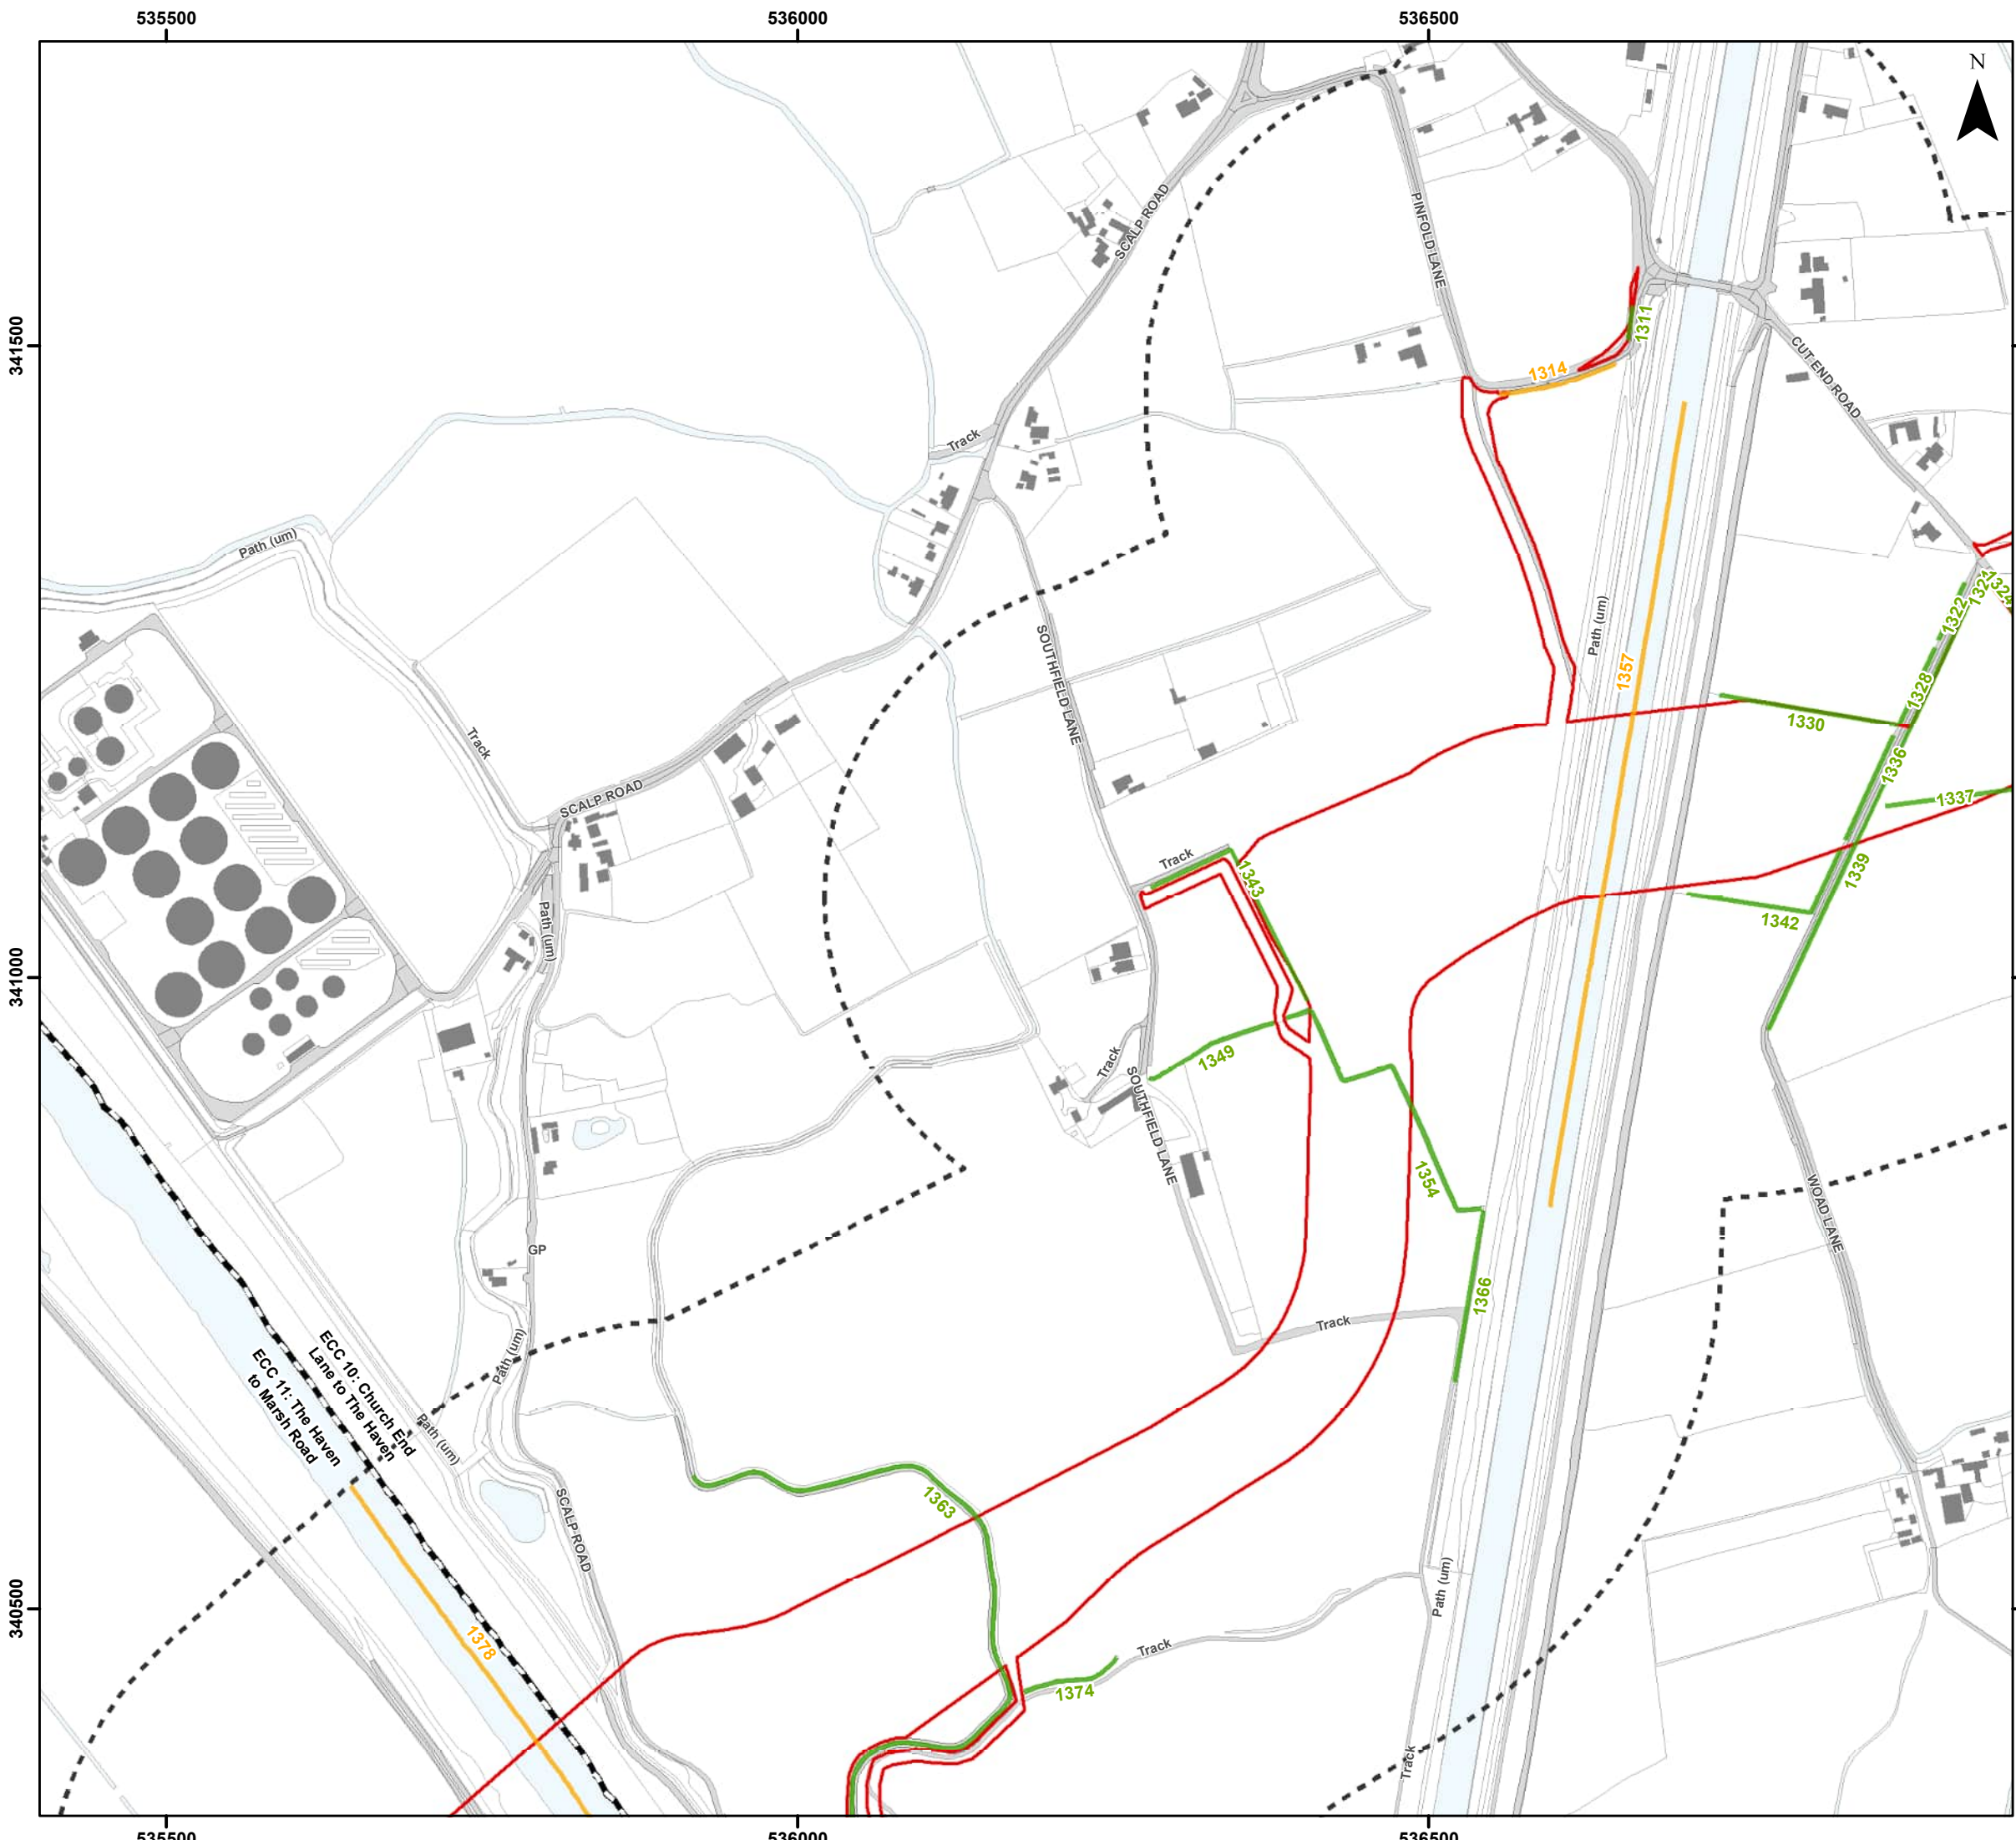 535500
536000
536500
N
341500
341000
340500
SCALP ROAD
PINFOLD LANE
1311
1314
CUT END ROAD
Track
Path (um)
SOUTHFIELD LANE
Path (um)
1357
1324
1321
1322
1328
1330
1336
1337
1339
1342
Track
SCALP ROAD
Track
1343
Path (um)
1349
Track
SOUTHFIELD LANE
1354
WOAD LANE
GP
1366
Track
Path (um)
ECC 10: Church End
Lane to The Haven
ECC 11: The Haven
to Marsh Road
Path (um)
1363
SCALP ROAD
Path (um)
1378
Track
1374
Track
535500
536000
536500